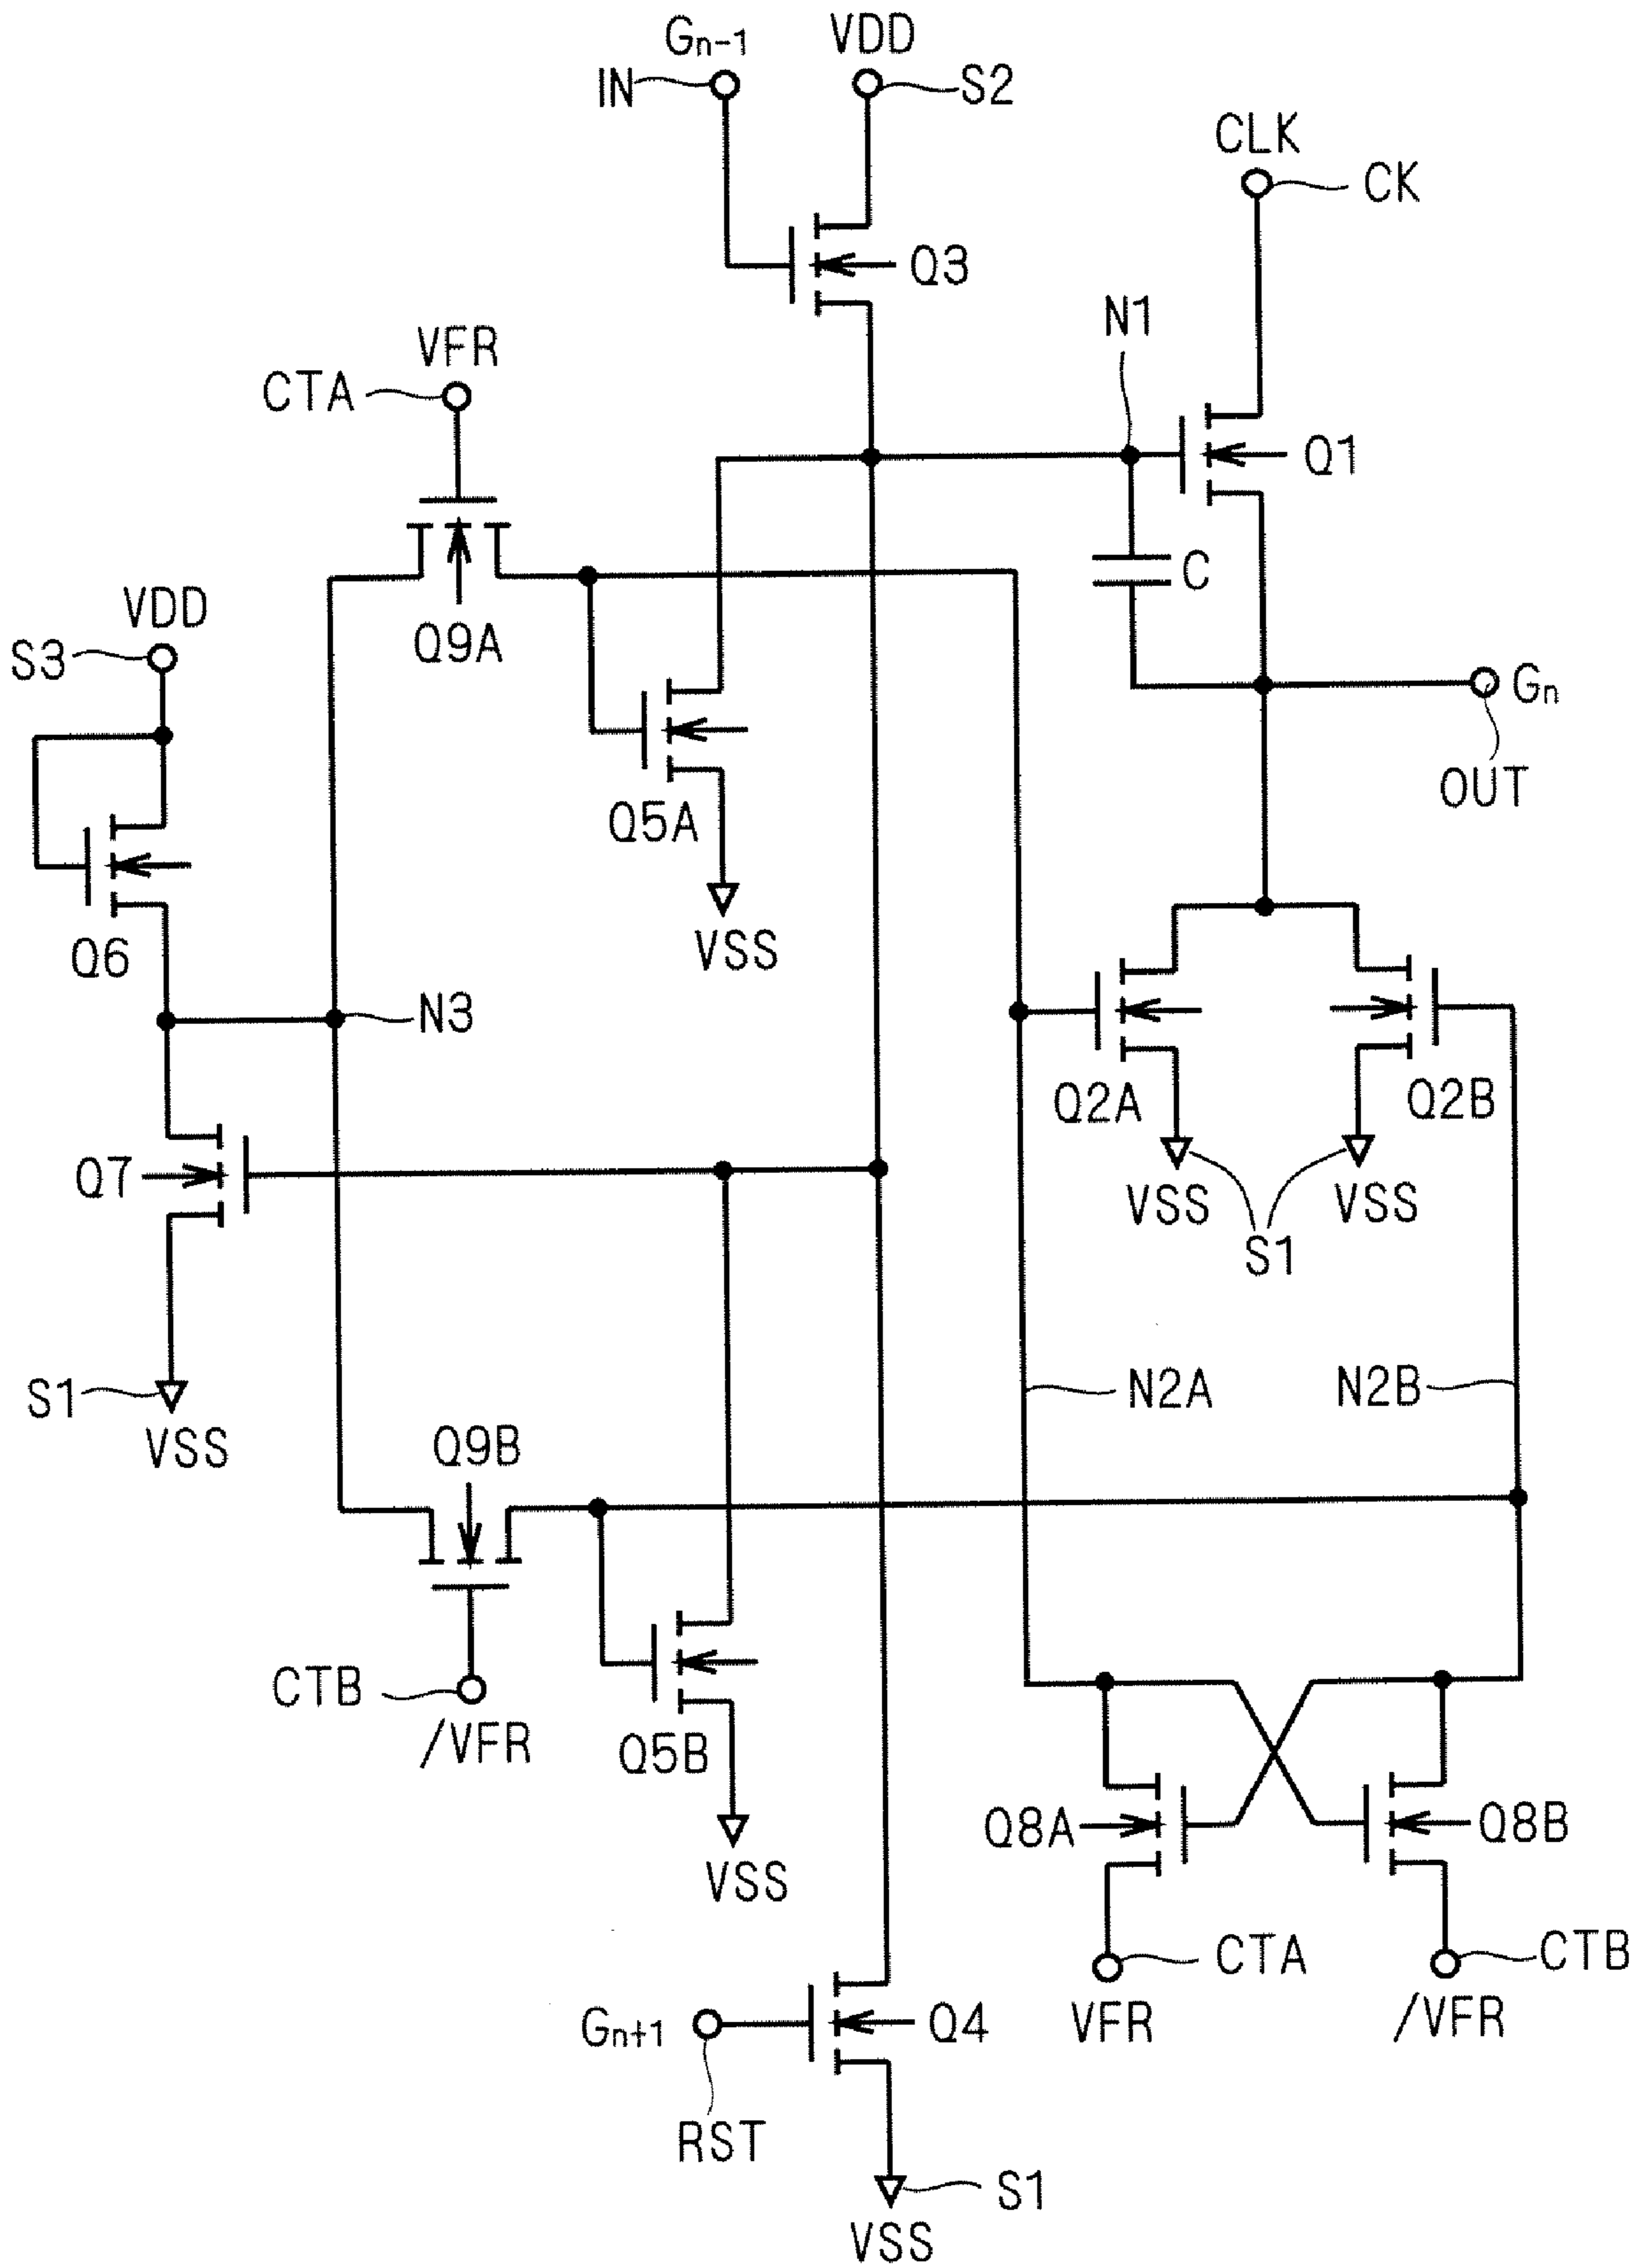 Gn-1 VDD
IN S2
CLK
CK
Q3
N1
VFR
CTA
Q1
C
VDD
Q9A
S3
Gn
OUT
Q5A
VSS
Q6
N3
Q2A Q2B
Q7
VSS VSS
S1
S1
N2A N2B
VSS
Q9B
CTB
/VFR
Q5B
Q8A Q8B
VSS
CTA CTB
Gn+1 Q4
VFR /VFR
RST
S1
VSS